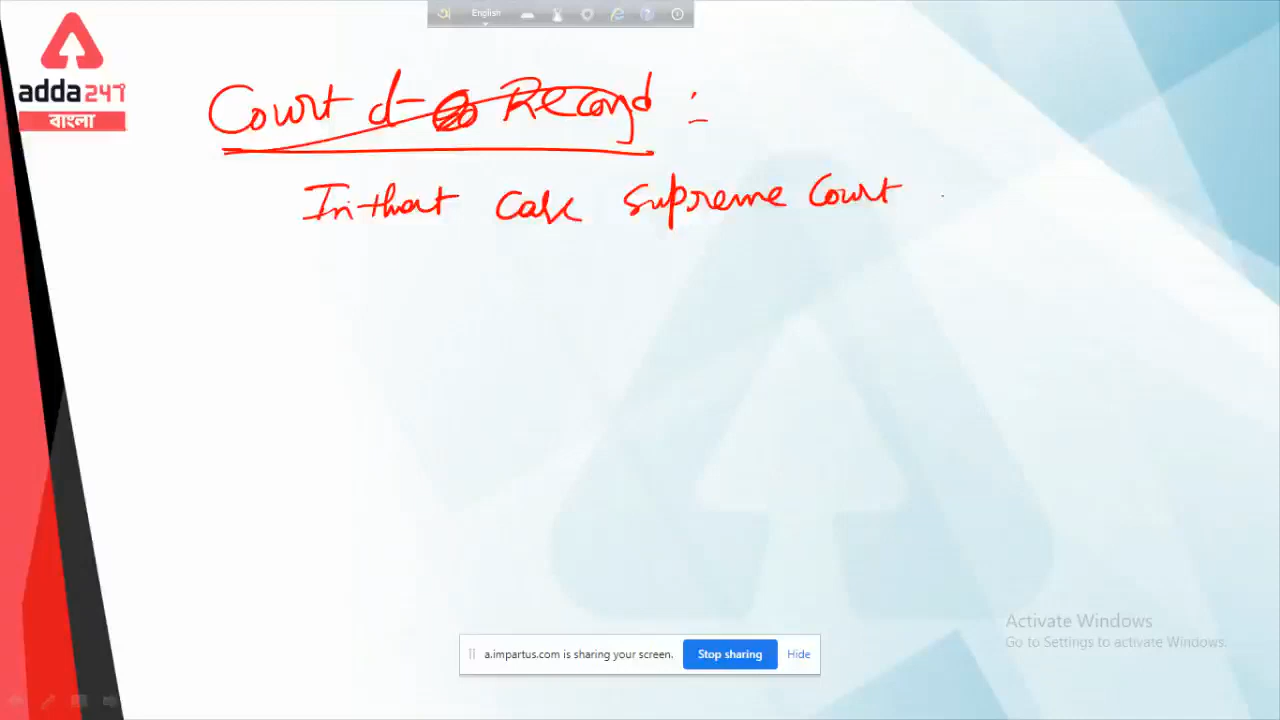 English
adda247
বাংলা
Court of Record :-
In that case Supreme Court
Activate Windows
Go to Settings to activate Windows.
a.impartus.com is sharing your screen. Stop sharing Hide